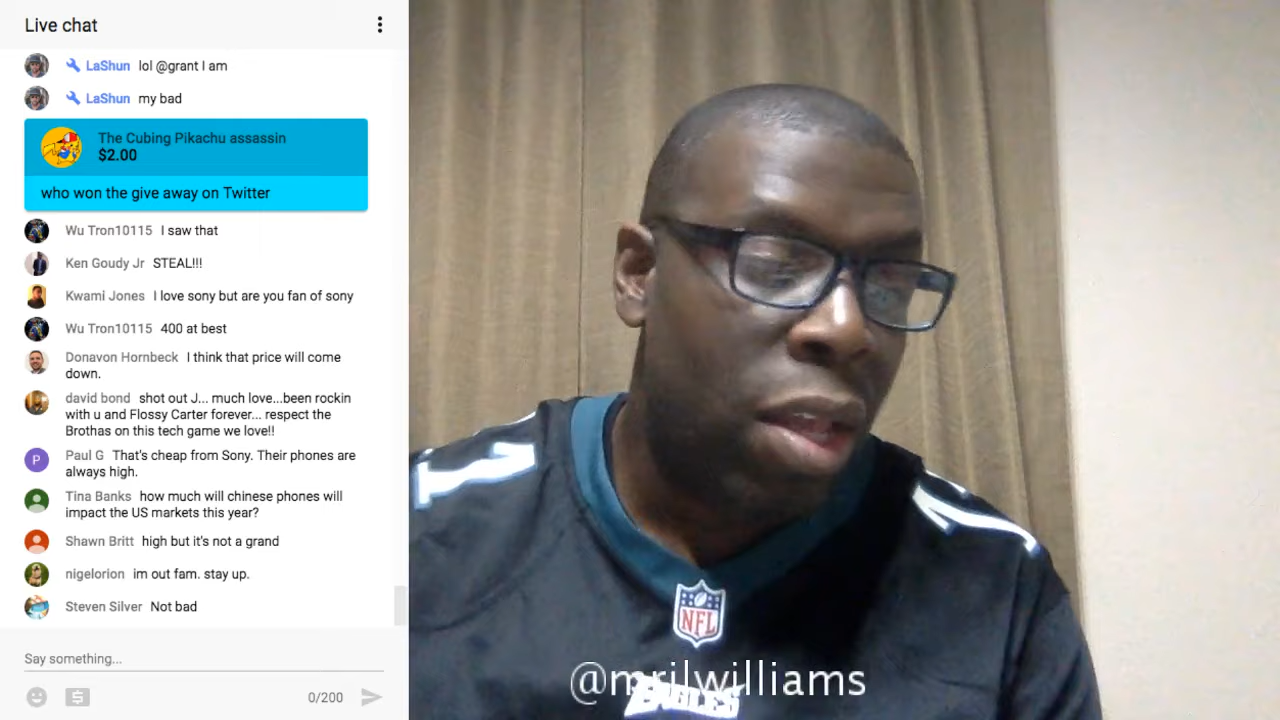 Live chat
LaShun lol @grant I am
LaShun my bad
The Cubing Pikachu assassin
$2.00
who won the give away on Twitter
Wu Tron10115 I saw that
Ken Goudy Jr STEAL!!!
Kwami Jones I love sony but are you fan of sony
Wu Tron10115 400 at best
Donavon Hornbeck I think that price will come
down.
david bond shot out J... much love...been rockin
with u and Flossy Carter forever... respect the
Brothas on this tech game we love!!
P
Paul G That's cheap from Sony. Their phones are
always high.
Tina Banks how much will chinese phones will
impact the US markets this year?
Shawn Britt high but it's not a grand
nigelorion im out fam. stay up.
Steven Silver Not bad
Say something...
0/200
1
NFL
@mrjlwilliams
EAGLES